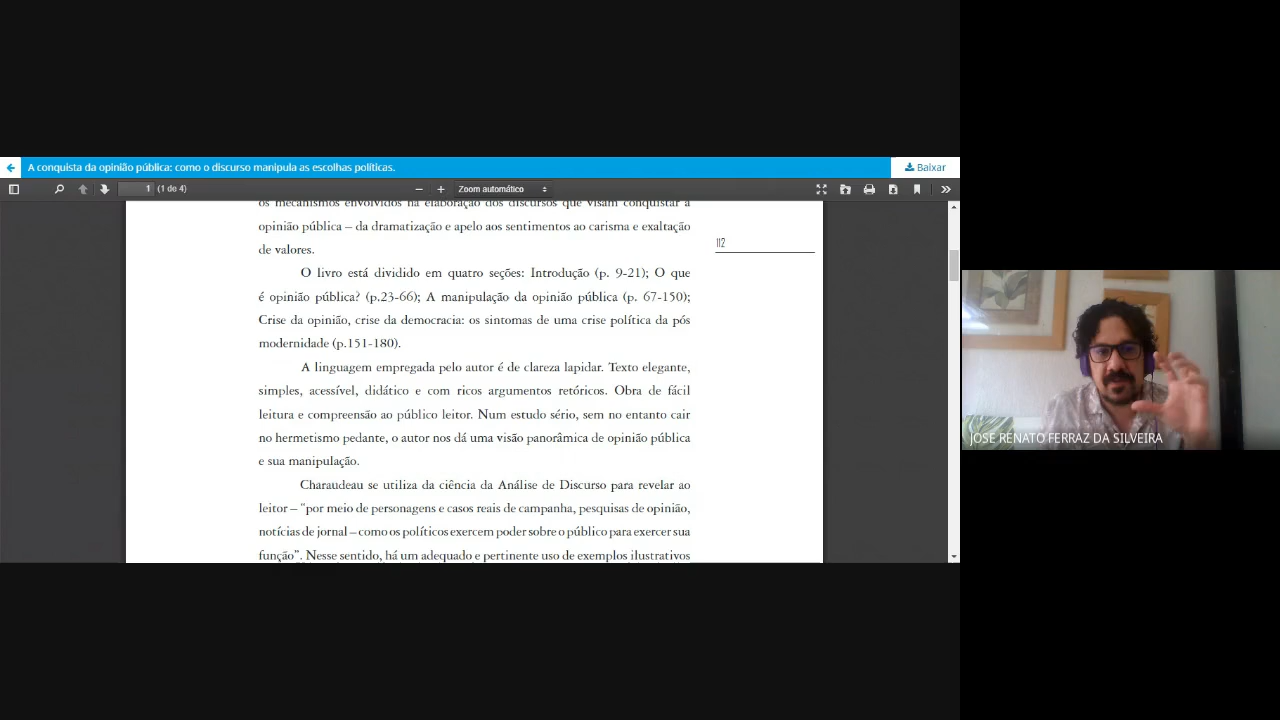 A conquista da opinião pública: como o discurso manipula as escolhas políticas.
Baixar
1 (1 de 4)
Zoom automático
os mecanismos envolvidos na elaboração dos discursos que visam conquistar a
opinião pública – da dramatização e apelo aos sentimentos ao carisma e exaltação
de valores.
112
O livro está dividido em quatro seções: Introdução (p. 9-21); O que
é opinião pública? (p.23-66); A manipulação da opinião pública (p. 67-150);
Crise da opinião, crise da democracia: os sintomas de uma crise política da pós
modernidade (p.151-180).
A linguagem empregada pelo autor é de clareza lapidar. Texto elegante,
simples, acessível, didático e com ricos argumentos retóricos. Obra de fácil
leitura e compreensão ao público leitor. Num estudo sério, sem no entanto cair
no hermetismo pedante, o autor nos dá uma visão panorâmica de opinião pública
e sua manipulação.
Charaudeau se utiliza da ciência da Análise de Discurso para revelar ao
leitor – “por meio de personagens e casos reais de campanha, pesquisas de opinião,
notícias de jornal – como os políticos exercem poder sobre o público para exercer sua
função”. Nesse sentido, há um adequado e pertinente uso de exemplos ilustrativos
JOSE RENATO FERRAZ DA SILVEIRA